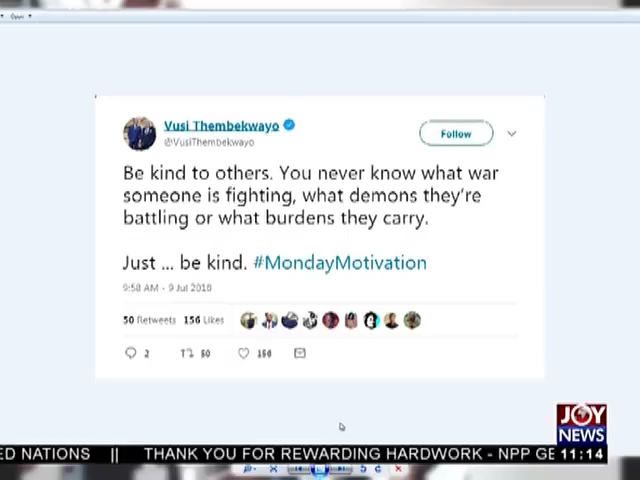 Open
Vusi Thembekwayo
@VusiThembekwayo
Follow
Be kind to others. You never know what war
someone is fighting, what demons they're
battling or what burdens they carry.
Just ... be kind. #MondayMotivation
9:58 AM - 9 Jul 2018
50 Retweets 156 Likes
2 50 156
JOY
NEWS
ED NATIONS || THANK YOU FOR REWARDING HARDWORK - NPP GE 11:14